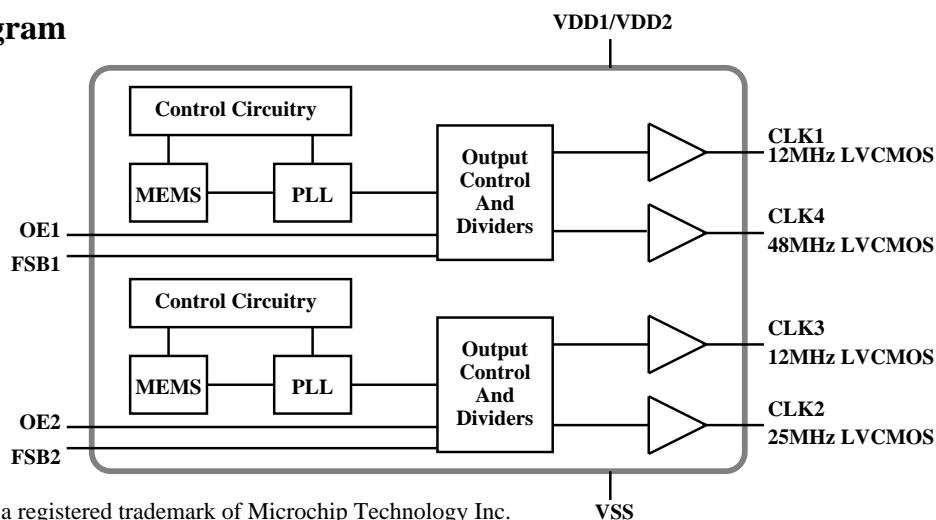 gram
VDD1/VDD2
Control Circuitry
MEMS
PLL
Output
Control
And
Dividers
CLK1
12MHz LVCMOS
CLK4
48MHz LVCMOS
OE1
FSB1
Control Circuitry
MEMS
PLL
Output
Control
And
Dividers
CLK3
12MHz LVCMOS
CLK2
25MHz LVCMOS
OE2
FSB2
VSS
a registered trademark of Microchip Technology Inc.